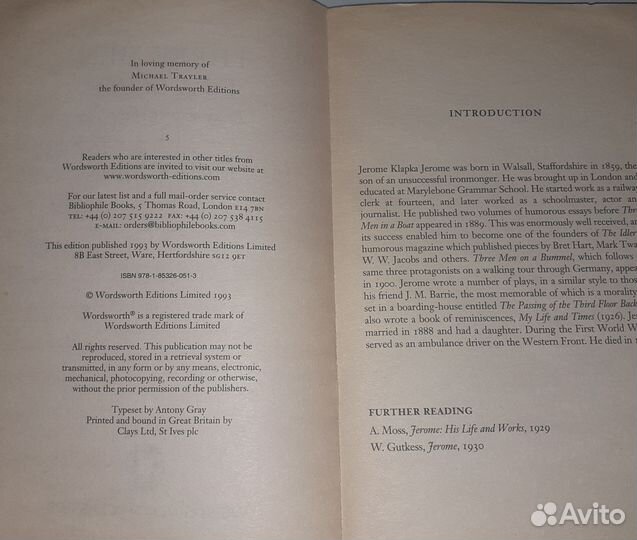 In loving memory of
MICHAEL TRAYLER
the founder of Wordsworth Editions
5
Readers who are interested in other titles from
Wordsworth Editions are invited to visit our website at
www.wordsworth-editions.com
For our latest list and a full mail-order service contact
Bibliophile Books, 5 Thomas Road, London E14 7BN
TEL: +44 (0) 207 515 9222 FAX: +44 (0) 207 538 4115
E-MAIL: orders@bibliophilebooks.com
This edition published 1993 by Wordsworth Editions Limited
8B East Street, Ware, Hertfordshire SG12 9ET
ISBN 978-1-85326-051-3
© Wordsworth Editions Limited 1993
Wordsworth® is a registered trade mark of
Wordsworth Editions Limited
All rights reserved. This publication may not be
reproduced, stored in a retrieval system or
transmitted, in any form or by any means, electronic,
mechanical, photocopying, recording or otherwise,
without the prior permission of the publishers.
Typeset by Antony Gray
Printed and bound in Great Britain by
Clays Ltd, St Ives plc
INTRODUCTION
Jerome Klapka Jerome was born in Walsall, Staffordshire in 1859, the
son of an unsuccessful ironmonger. He was brought up in London and
educated at Marylebone Grammar School. He started work as a railway
clerk at fourteen, and later worked as a schoolmaster, actor an
journalist. He published two volumes of humorous essays before Thre
Men in a Boat appeared in 1889. This was enormously well received, an
its success enabled him to become one of the founders of The Idler
humorous magazine which published pieces by Bret Hart, Mark Twa
W. W. Jacobs and others. Three Men on a Bummel, which follows
same three protagonists on a walking tour through Germany, appear
in 1900. Jerome wrote a number of plays, in a similar style to thos
his friend J. M. Barrie, the most memorable of which is a morality
set in a boarding-house entitled The Passing of the Third Floor Back
also wrote a book of reminiscences, My Life and Times (1926). Je
married in 1888 and had a daughter. During the First World W
served as an ambulance driver on the Western Front. He died in 1
FURTHER READING
A. Moss, Jerome: His Life and Works, 1929
W. Gutkess, Jerome, 1930
Avito